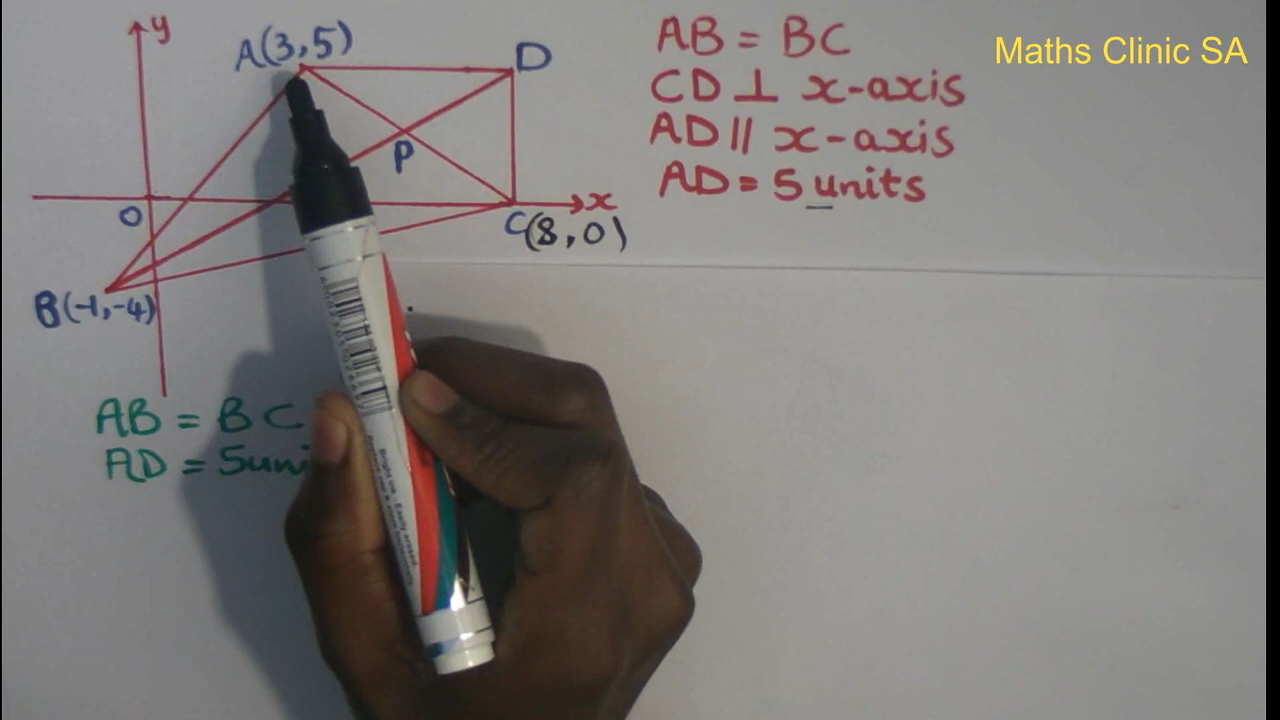 y
A(3,5)
D
P
O
x
C(8,0)
B(-1,-4)
AB = BC
CD ⊥ x-axis
AD ∥ x-axis
AD = 5 units
Maths Clinic SA
AB = BC
AD = 5uni